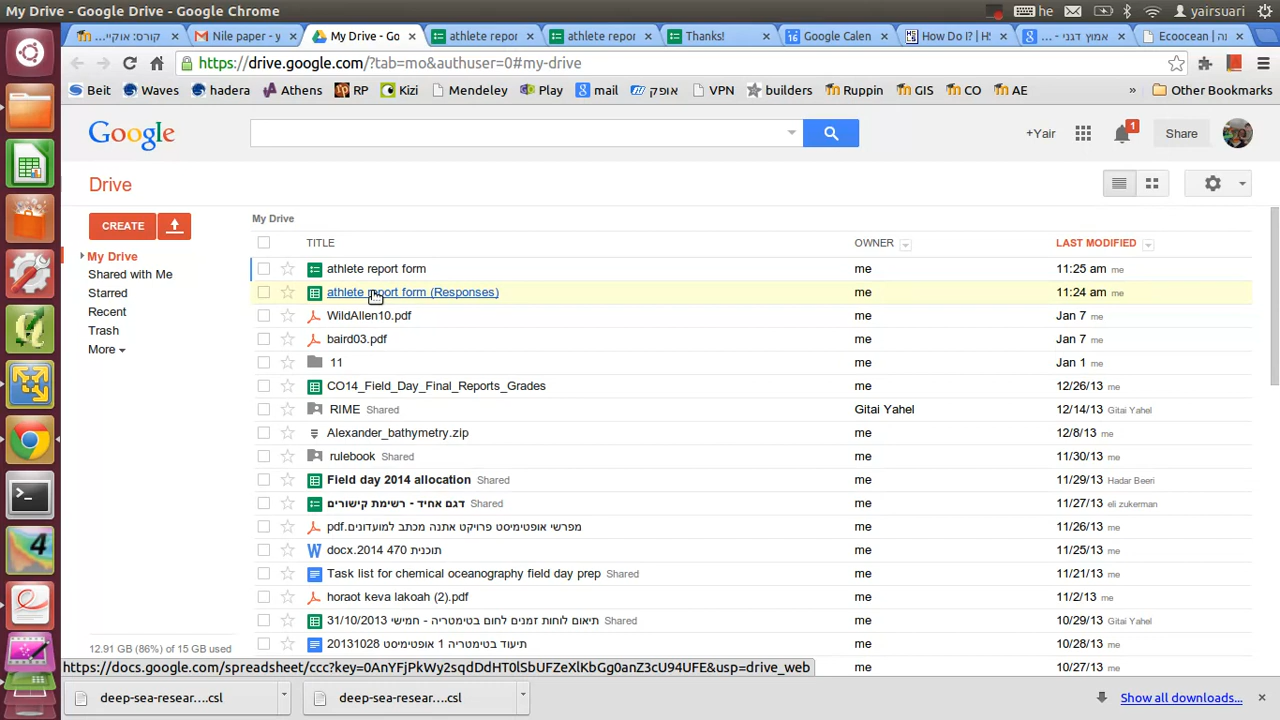 My Drive - Google Drive - Google Chrome
he
yairsuari
קורס: אוקיי...
Nile paper - y
My Drive - Go
athlete repor
athlete repor
Thanks!
Google Calen
How Do I? | HS
אמוץ דגני - ...
Ecoocean | ה
https://drive.google.com/?tab=mo&authuser=0#my-drive
Beit
Waves
hadera
Athens
RP
Kizi
Mendeley
Play
mail
אופק
VPN
builders
Ruppin
GIS
CO
AE
»
Other Bookmarks
Google
+Yair
1
Share
Drive
CREATE
My Drive
Shared with Me
Starred
Recent
Trash
More
12.91 GB (86%) of 15 GB used
My Drive
TITLE OWNER LAST MODIFIED
athlete report form me 11:25 am me
athlete report form (Responses) me 11:24 am me
WildAllen10.pdf me Jan 7 me
baird03.pdf me Jan 7 me
11 me Jan 1 me
CO14_Field_Day_Final_Reports_Grades me 12/26/13 me
RIME Shared Gitai Yahel 12/14/13 Gitai Yahel
Alexander_bathymetry.zip me 12/8/13 me
rulebook Shared me 11/30/13 me
Field day 2014 allocation Shared me 11/29/13 Hadar Beeri
דגם אחיד - רשימת קישורים Shared me 11/27/13 eli zukerman
מפרשי אופטימיסט פרויקט אתנה מכתב למועדונים.pdf me 11/26/13 me
תוכנית 470 2014.docx me 11/25/13 me
Task list for chemical oceanography field day prep Shared me 11/21/13 me
horaot keva lakoah (2).pdf me 11/2/13 me
תיאום לוחות זמנים לחום בטימטריה - חמישי 31/10/2013 Shared me 10/29/13 Gitai Yahel
תיעוד בטימטריה 1 אופטימיסט 20131028 me 10/28/13 me
me 10/27/13 me
https://docs.google.com/spreadsheet/ccc?key=0AnYFjPkWy2sqdDdHT0lSbUFZeXlKbGg0anZ3cU94UFE&usp=drive_web
deep-sea-resear....csl
deep-sea-resear....csl
Show all downloads...